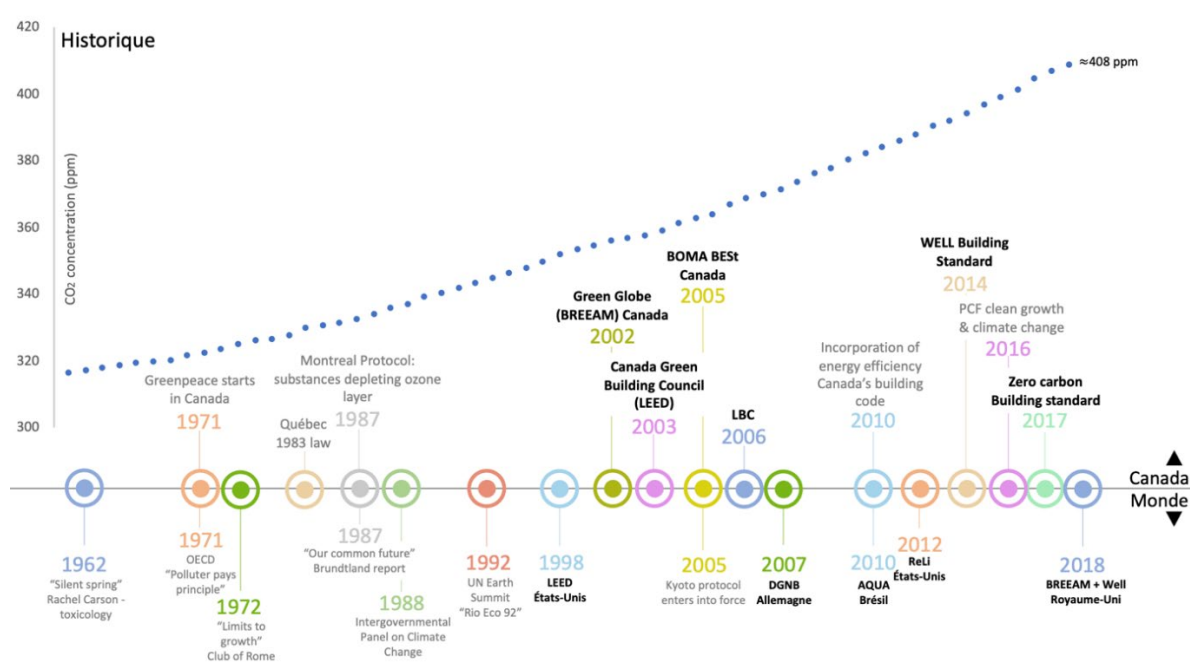 Historique
420
400
380
360
340
320
300
CO₂ concentration (ppm)
≈408 ppm
Greenpeace starts
in Canada
1971
Québec
1983 law
Montreal Protocol:
substances depleting ozone
layer
1987
Green Globe
(BREEAM) Canada
2002
Canada Green
Building Council
(LEED)
2003
BOMA BESt
Canada
2005
LBC
2006
Incorporation of
energy efficiency
Canada's building
code
2010
WELL Building
Standard
2014
PCF clean growth
& climate change
2016
Zero carbon
Building standard
2017
Canada
Monde
1962
"Silent spring"
Rachel Carson -
toxicology
1971
OECD
"Polluter pays
principle"
1972
"Limits to
growth"
Club of Rome
1987
"Our common future"
Brundtland report
1988
Intergovernmental
Panel on Climate
Change
1992
UN Earth
Summit
"Rio Eco 92"
1998
LEED
États-Unis
2005
Kyoto protocol
enters into force
2007
DGNB
Allemagne
2010
AQUA
Brésil
2012
ReLi
États-Unis
2018
BREEAM + Well
Royaume-Uni